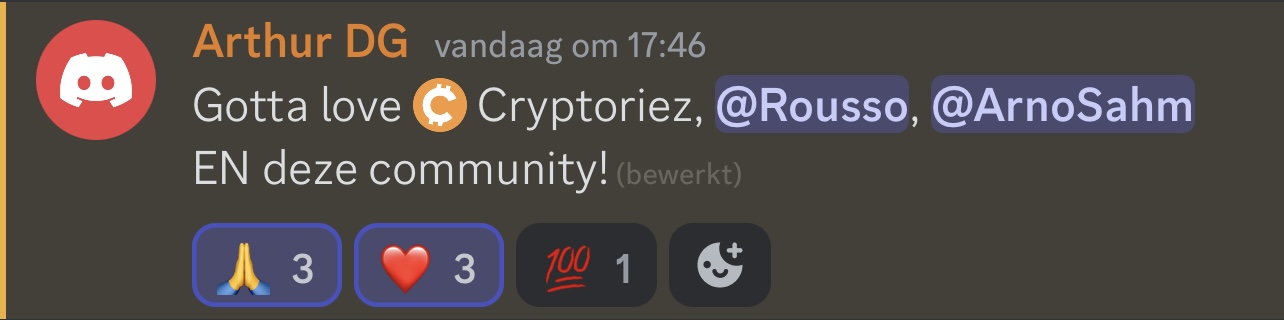 Arthur DG vandaag om 17:46
Gotta love Cryptoriez, @Rousso, @ArnoSahm
EN deze community! (bewerkt)
🙏 3 ❤️ 3 💯 1